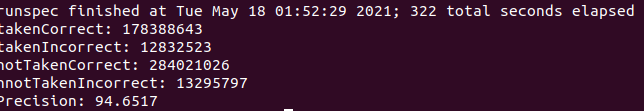 runspec finished at Tue May 18 01:52:29 2021; 322 total seconds elapsed
takenCorrect: 178388643
takenIncorrect: 12832523
notTakenCorrect: 284021026
nnotTakenIncorrect: 13295797
Precision: 94.6517